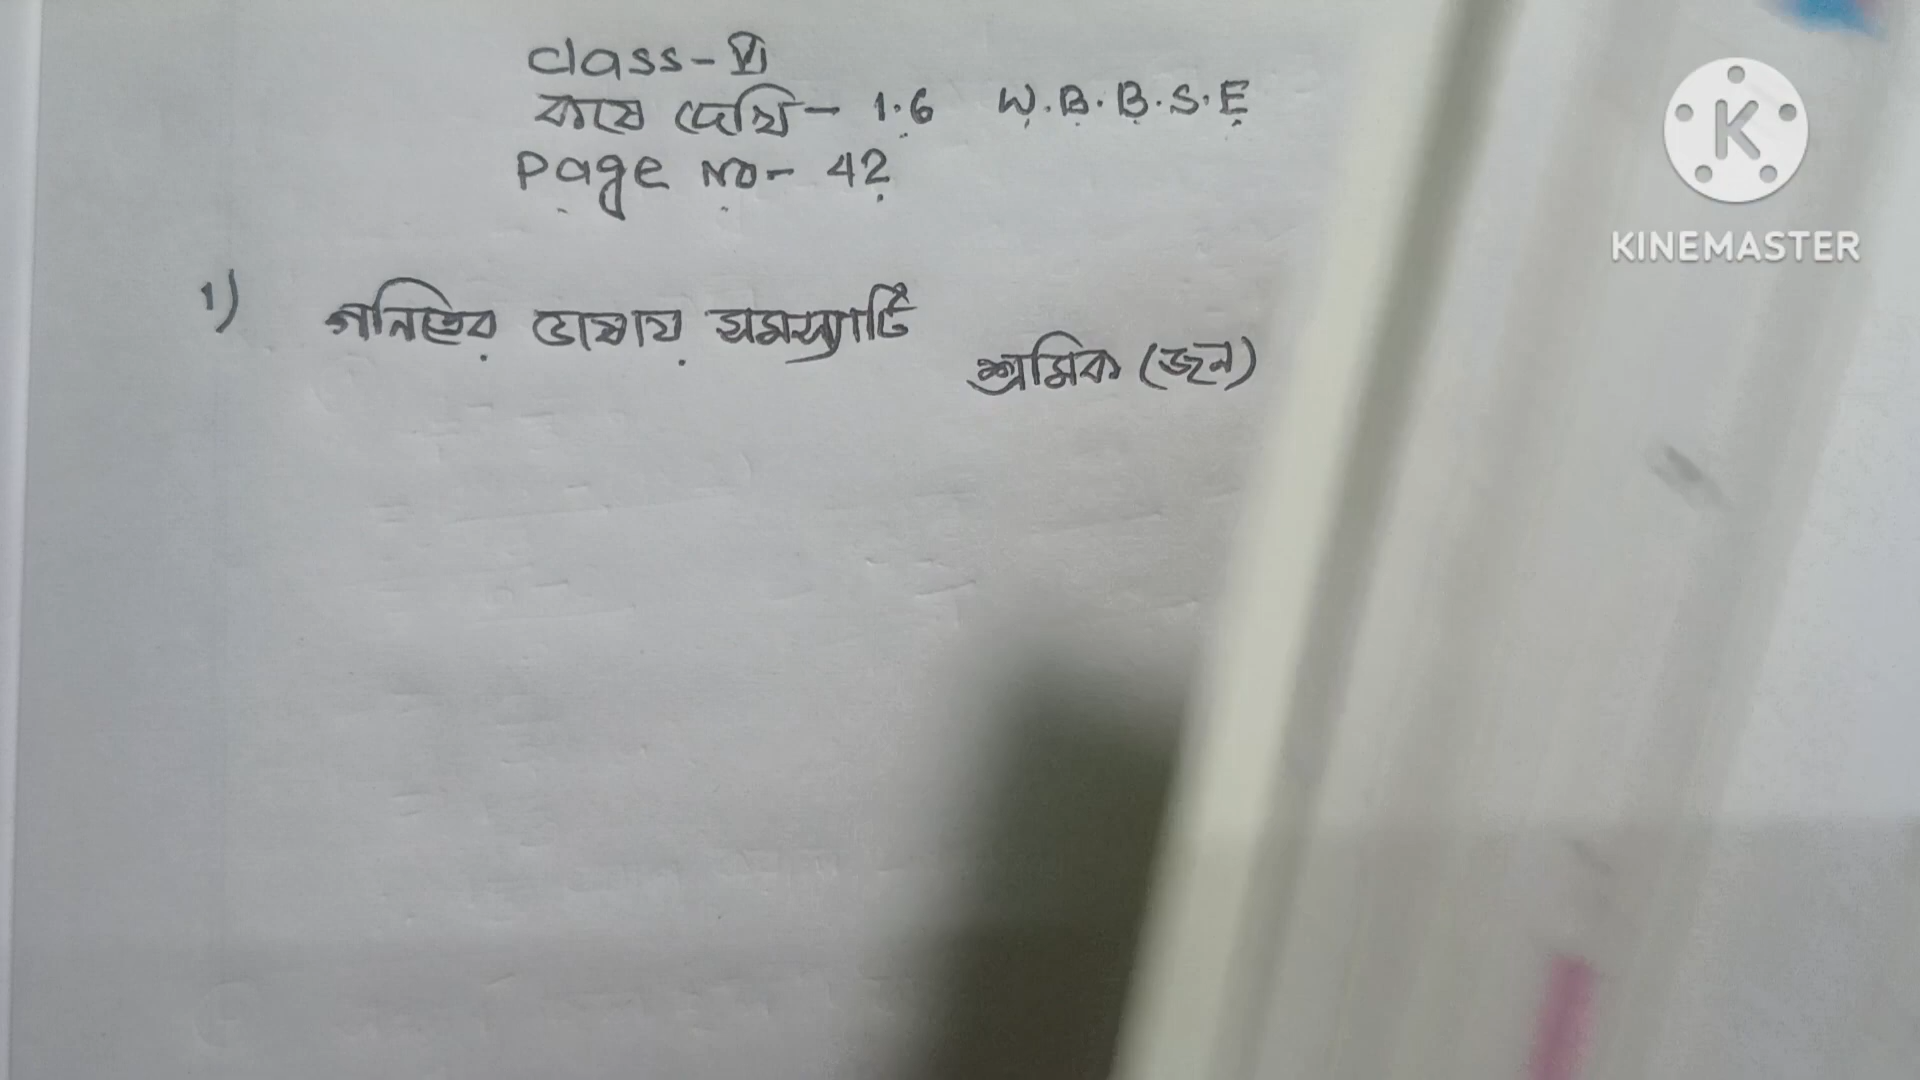 class-VI
কষে দেখি- 1.6 W.B.B.S.E
Page No- 42
1) গনিতের ভাষায় সমস্যাটি
শ্রমিক (জন)
K
KINEMASTER